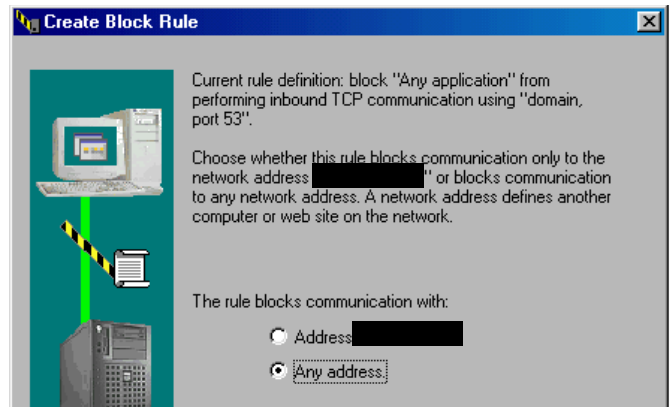 Create Block Rule
Current rule definition: block "Any application" from
performing inbound TCP communication using "domain,
port 53".
Choose whether this rule blocks communication only to the
network address " or blocks communication
to any network address. A network address defines another
computer or web site on the network.
The rule blocks communication with:
Address
Any address.